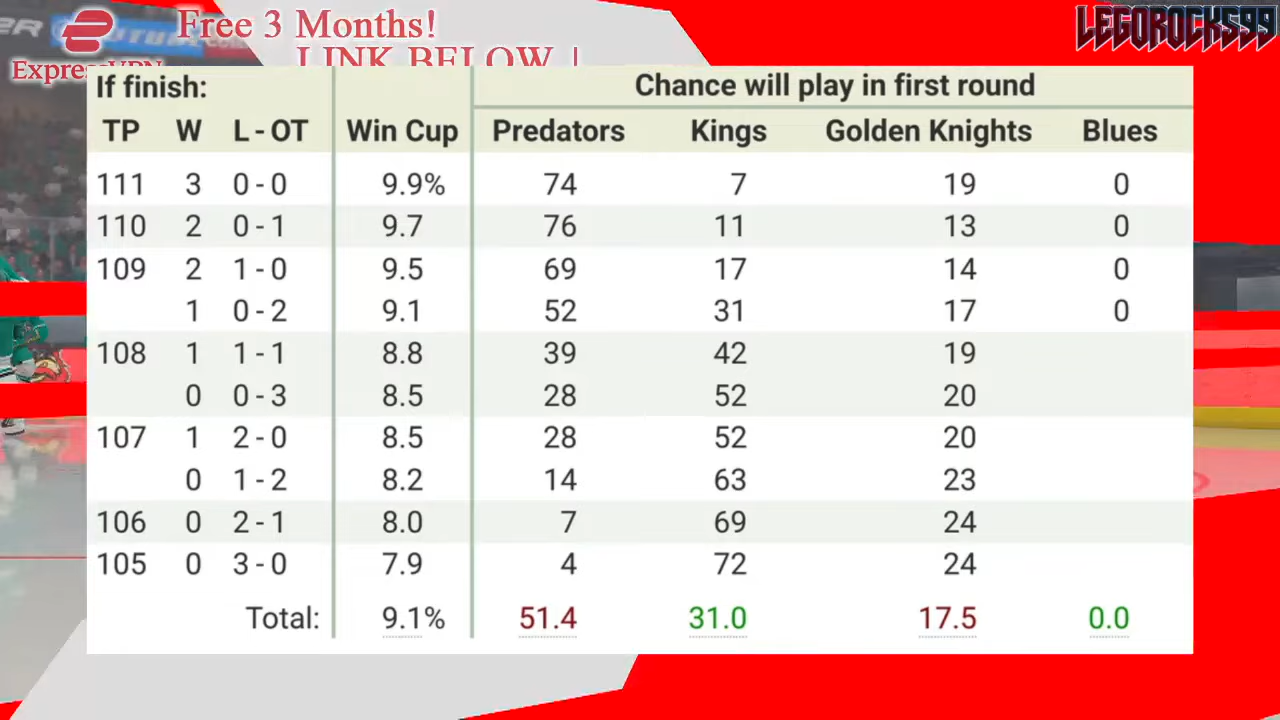 Free 3 Months!
LEGOROCKS99
LINK BELOW |
ExpressVPN
If finish: Chance will play in first round
TP W L - OT Win Cup Predators Kings Golden Knights Blues
111 3 0 - 0 9.9% 74 7 19 0
110 2 0 - 1 9.7 76 11 13 0
109 2 1 - 0 9.5 69 17 14 0
1 0 - 2 9.1 52 31 17 0
108 1 1 - 1 8.8 39 42 19
0 0 - 3 8.5 28 52 20
107 1 2 - 0 8.5 28 52 20
0 1 - 2 8.2 14 63 23
106 0 2 - 1 8.0 7 69 24
105 0 3 - 0 7.9 4 72 24
Total: 9.1% 51.4 31.0 17.5 0.0